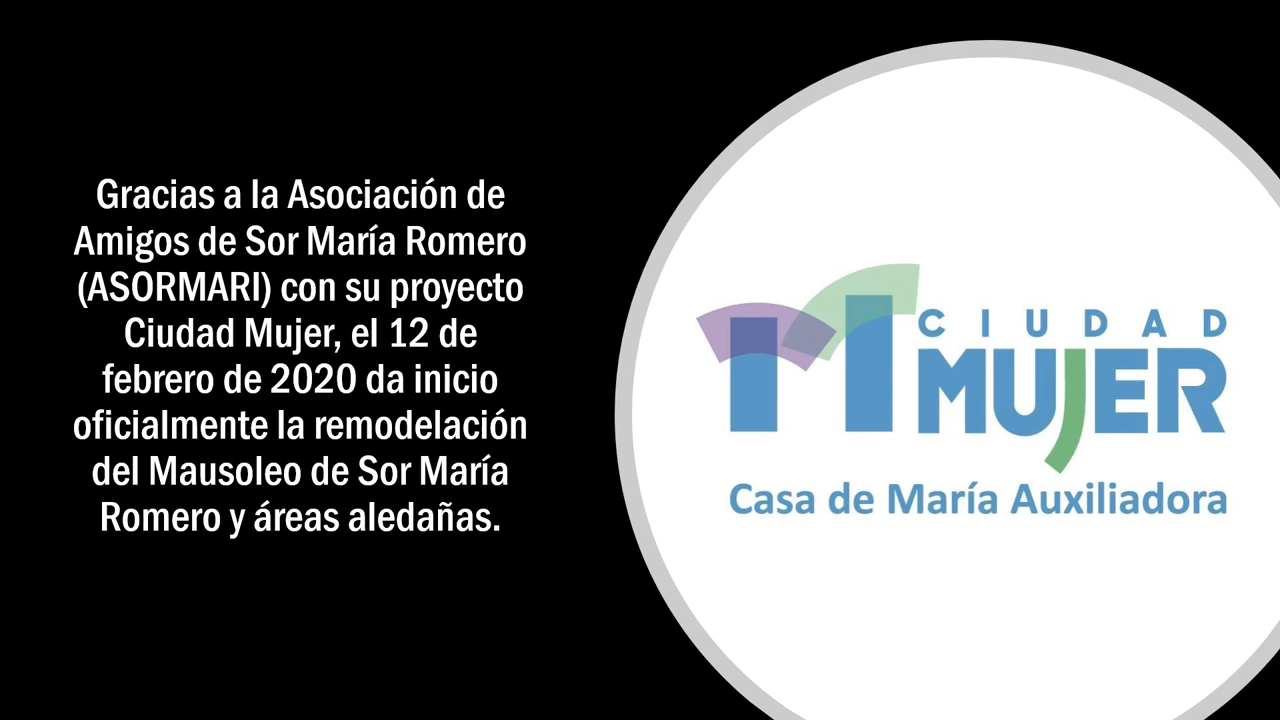 Gracias a la Asociación de
Amigos de Sor María Romero
(ASORMARI) con su proyecto
Ciudad Mujer, el 12 de
febrero de 2020 da inicio
oficialmente la remodelación
del Mausoleo de Sor María
Romero y áreas aledañas.
CIUDAD
MUJER
Casa de María Auxiliadora